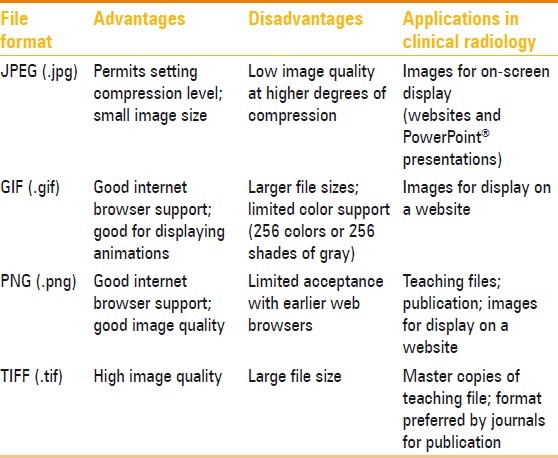 File format Advantages Disadvantages Applications in clinical radiology
JPEG (.jpg) Permits setting Low image quality Images for on-screen
compression level; at higher degrees of display
small image size compression (websites and
PowerPoint®
presentations)
GIF (.gif) Good internet Larger file sizes; Images for display on
browser support; limited color support a website
good for displaying (256 colors or 256
animations shades of gray)
PNG (.png) Good internet Limited acceptance Teaching files;
browser support; with earlier web publication; images
good image quality browsers for display on a
website
TIFF (.tif) High image quality Large file size Master copies of
teaching file; format
preferred by journals
for publication